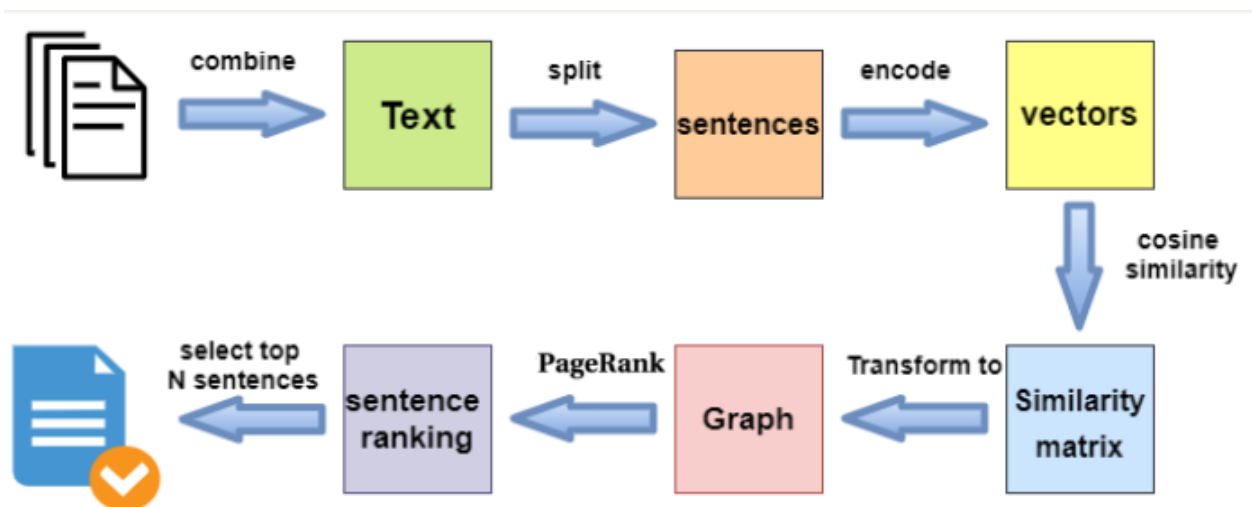 combine
Text
split
sentences
encode
vectors
cosine
similarity
Similarity
matrix
Transform to
Graph
PageRank
sentence
ranking
select top
N sentences